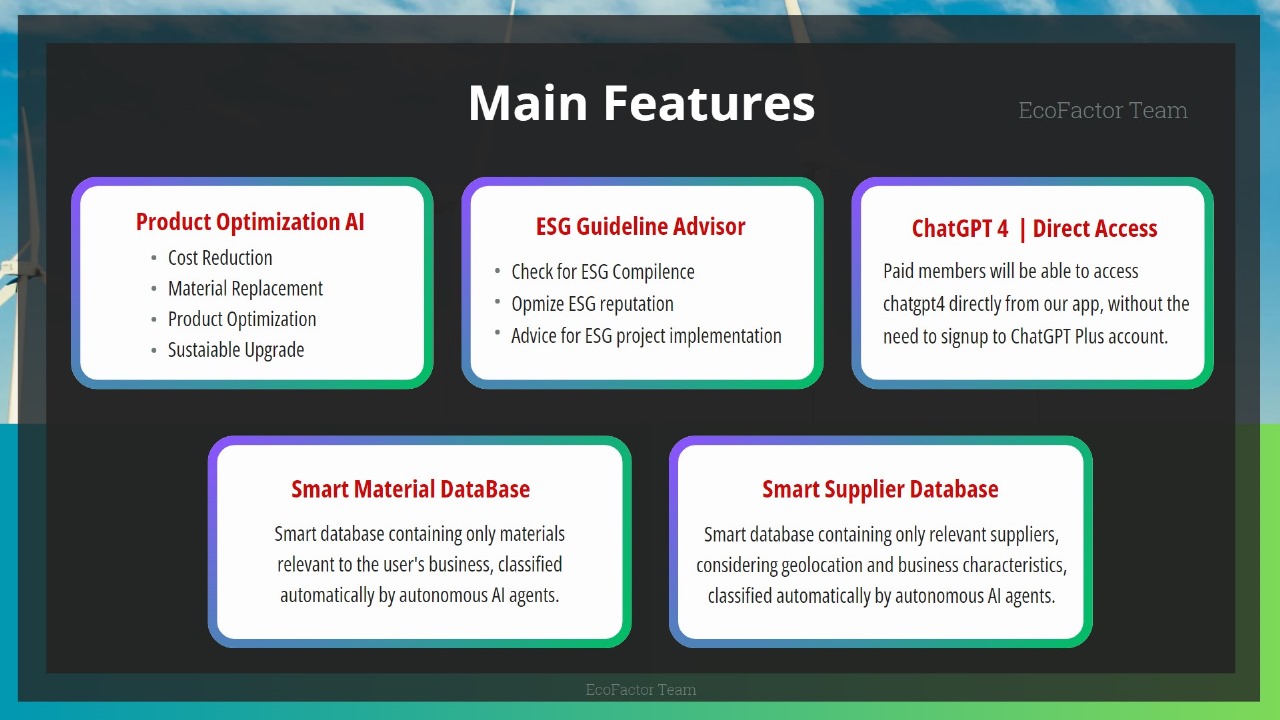 Main Features
EcoFactor Team
Product Optimization AI
• Cost Reduction
• Material Replacement
• Product Optimization
• Sustaiable Upgrade
ESG Guideline Advisor
• Check for ESG Compilence
• Opmize ESG reputation
• Advice for ESG project implementation
ChatGPT 4 | Direct Access
Paid members will be able to access
chatgpt4 directly from our app, without the
need to signup to ChatGPT Plus account.
Smart Material DataBase
Smart database containing only materials
relevant to the user's business, classified
automatically by autonomous AI agents.
Smart Supplier Database
Smart database containing only relevant suppliers,
considering geolocation and business characteristics,
classified automatically by autonomous AI agents.
EcoFactor Team